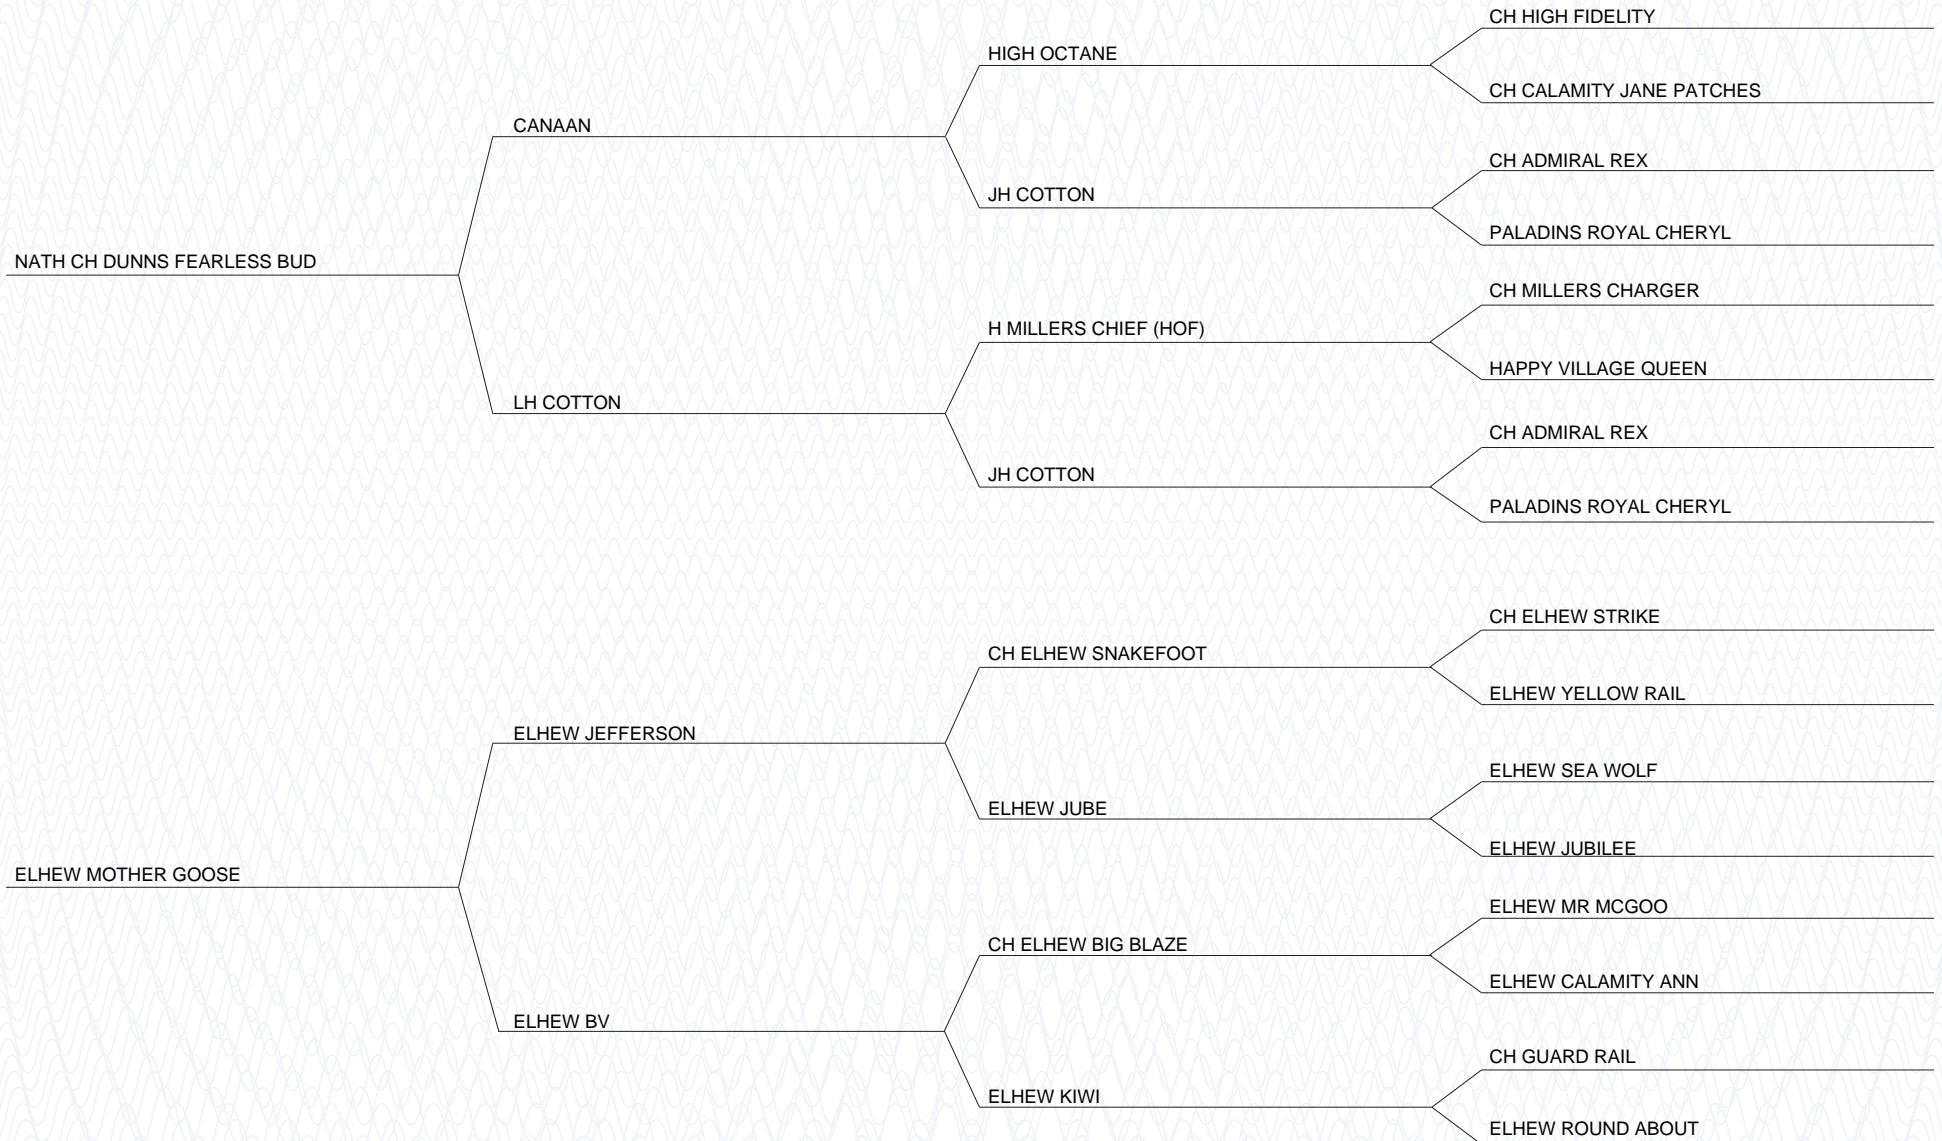 CH HIGH FIDELITY
HIGH OCTANE
CH CALAMITY JANE PATCHES
CANAAN
CH ADMIRAL REX
JH COTTON
PALADINS ROYAL CHERYL
NATH CH DUNNS FEARLESS BUD
CH MILLERS CHARGER
H MILLERS CHIEF (HOF)
HAPPY VILLAGE QUEEN
LH COTTON
CH ADMIRAL REX
JH COTTON
PALADINS ROYAL CHERYL
CH ELHEW STRIKE
CH ELHEW SNAKEFOOT
ELHEW YELLOW RAIL
ELHEW JEFFERSON
ELHEW SEA WOLF
ELHEW JUBE
ELHEW JUBILEE
ELHEW MOTHER GOOSE
ELHEW MR MCGOO
CH ELHEW BIG BLAZE
ELHEW CALAMITY ANN
ELHEW BV
CH GUARD RAIL
ELHEW KIWI
ELHEW ROUND ABOUT